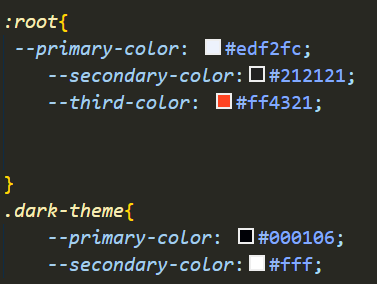 :root{
--primary-color: #edf2fc;
--secondary-color:#212121;
--third-color: #ff4321;
}
.dark-theme{
--primary-color: #000106;
--secondary-color:#fff;